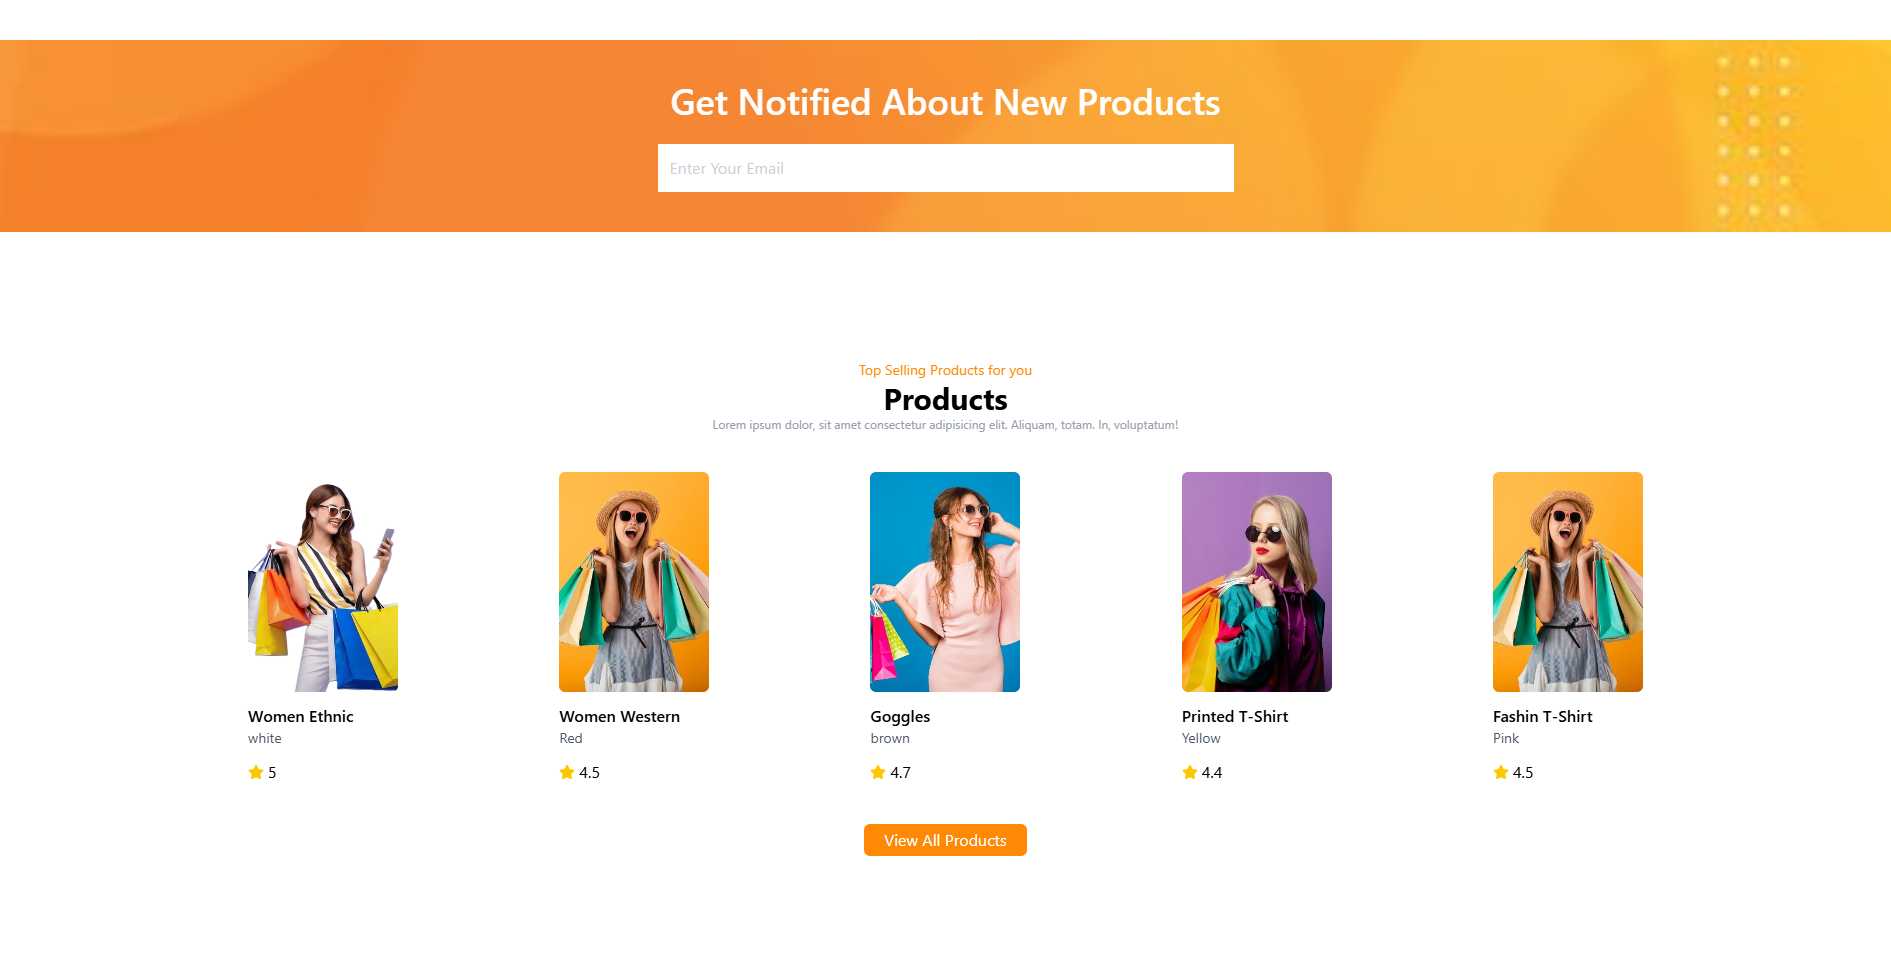 Get Notified About New Products
Enter Your Email
Top Selling Products for you
Products
Lorem ipsum dolor, sit amet consectetur adipisicing elit. Aliquam, totam. In, voluptatum!
Women Ethnic
white
5
Women Western
Red
4.5
Goggles
brown
4.7
Printed T-Shirt
Yellow
4.4
Fashin T-Shirt
Pink
4.5
View All Products